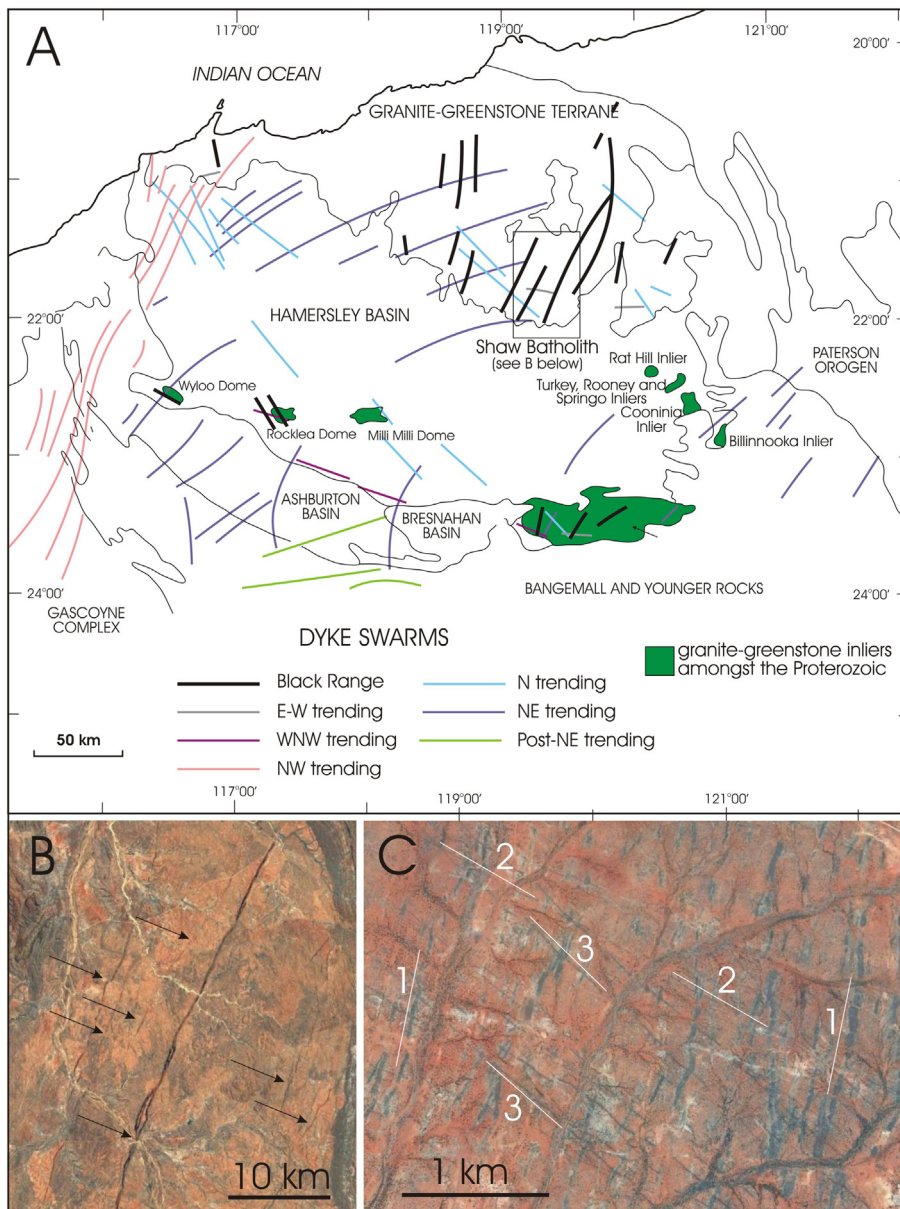 A
117°00'
119°00'
121°00'
20°00'
INDIAN OCEAN
GRANITE-GREENSTONE TERRANE
22°00'
HAMERSLEY BASIN
22°00'
Shaw Batholith
(see B below)
Rat Hill Inlier
PATERSON
OROGEN
Turkey, Rooney and
Springo Inliers
Cooninia
Inlier
Billinnooka Inlier
Wyloo Dome
Rocklea Dome
Milli Milli Dome
ASHBURTON
BASIN
BRESNAHAN
BASIN
24°00'
BANGEMALL AND YOUNGER ROCKS
24°00'
GASCOYNE
COMPLEX
DYKE SWARMS
granite-greenstone inliers
amongst the Proterozoic
Black Range
E-W trending
WNW trending
NW trending
N trending
NE trending
Post-NE trending
50 km
117°00'
119°00'
121°00'
B
10 km
C
2
3
1
2
1
3
1 km